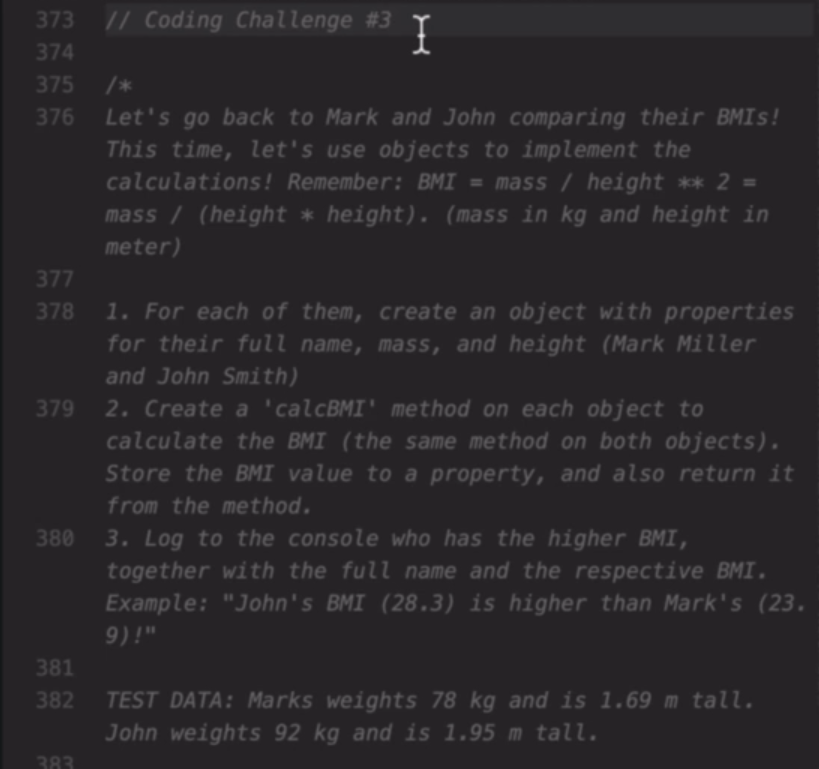 373 // Coding Challenge #3
374
375 /*
376 Let's go back to Mark and John comparing their BMIs!
This time, let's use objects to implement the
calculations! Remember: BMI = mass / height ** 2 =
mass / (height * height). (mass in kg and height in
meter)
377
378 1. For each of them, create an object with properties
for their full name, mass, and height (Mark Miller
and John Smith)
379 2. Create a 'calcBMI' method on each object to
calculate the BMI (the same method on both objects).
Store the BMI value to a property, and also return it
from the method.
380 3. Log to the console who has the higher BMI,
together with the full name and the respective BMI.
Example: "John's BMI (28.3) is higher than Mark's (23.
9)!"
381
382 TEST DATA: Marks weights 78 kg and is 1.69 m tall.
John weights 92 kg and is 1.95 m tall.
383